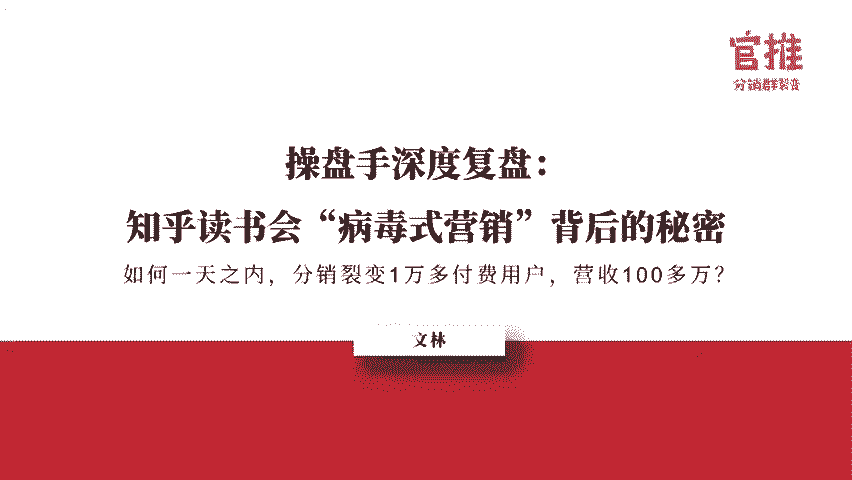 官推
分销群裂变
操盘手深度复盘：
知乎读书会“病毒式营销”背后的秘密
如何一天之内，分销裂变1万多付费用户，营收100多万？
文林